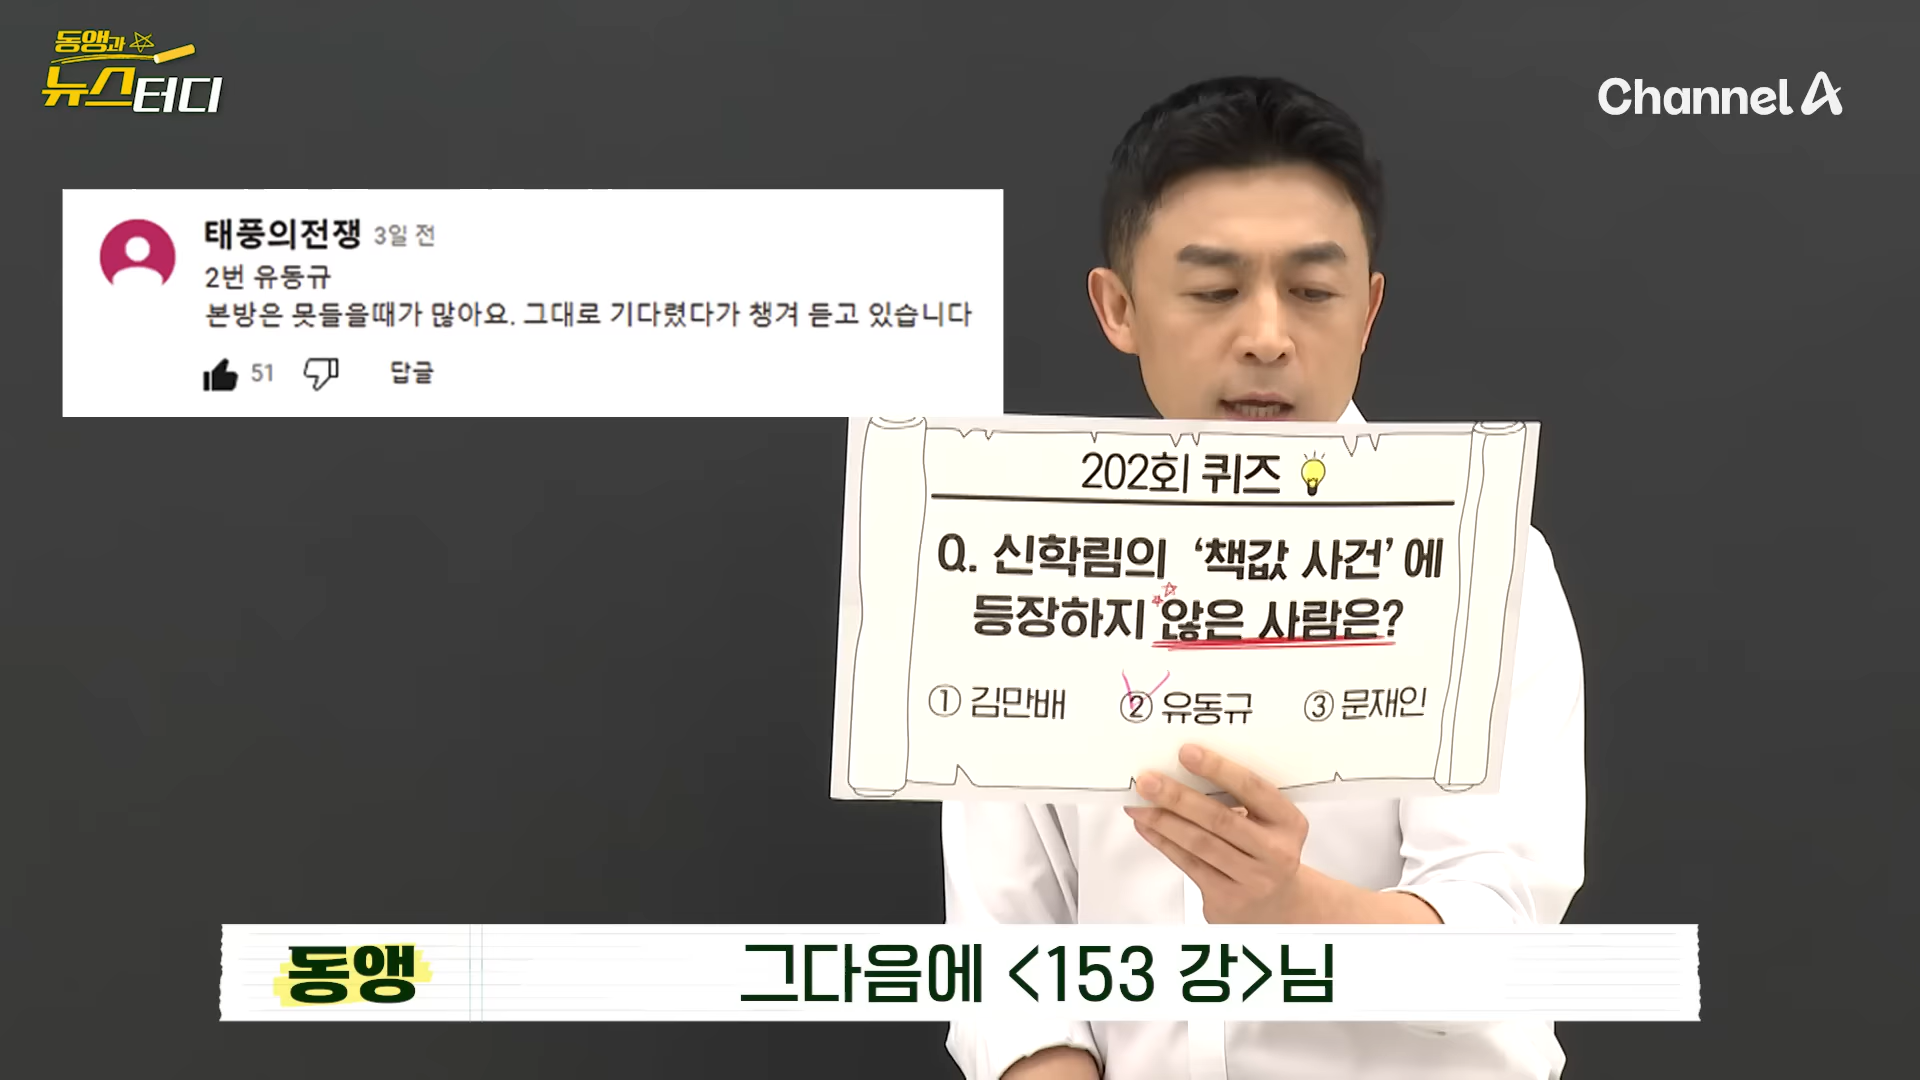 동앵과
뉴스터디
Channel A
태풍의전쟁 3일 전
2번 유동규
본방은 못들을때가 많아요. 그대로 기다렸다가 챙겨 듣고 있습니다
51 답글
202회 퀴즈
Q. 신학림의 ‘책값 사건’에
등장하지 않은 사람은?
① 김만배 ② 유동규 ③ 문재인
동앵 그다음에 <153 강>님